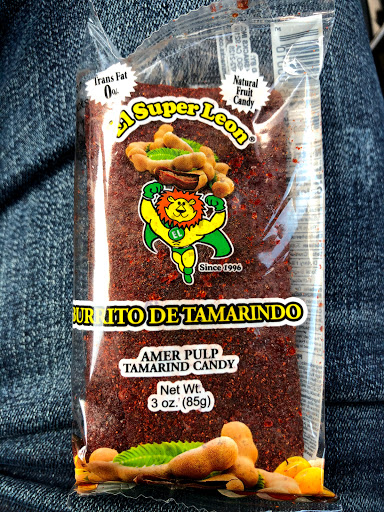 Trans Fat
0%
Natural
Fruit
Candy
El Super Leon
EL
Since 1996
BURRITO DE TAMARINDO
AMER PULP
TAMARIND CANDY
Net Wt.
3 oz. (85g)